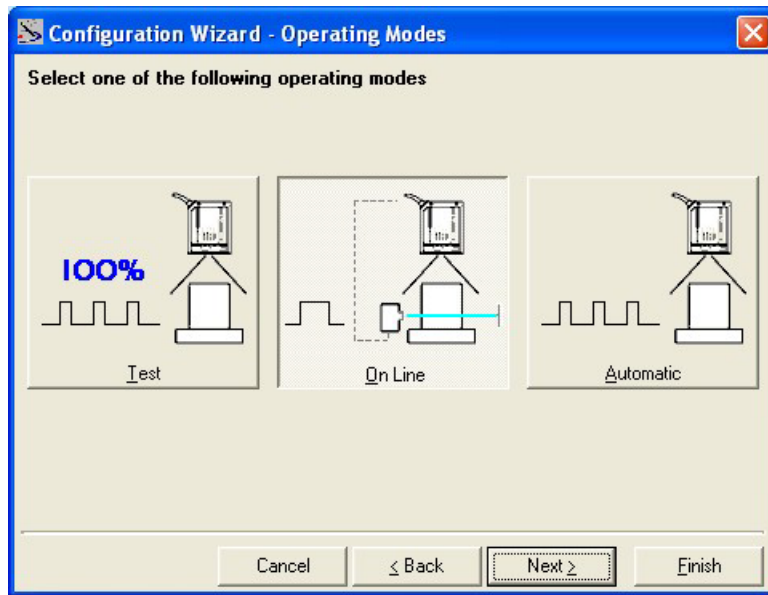 Configuration Wizard - Operating Modes
Select one of the following operating modes
100%
Test
On Line
Automatic
Cancel
< Back
Next >
Finish